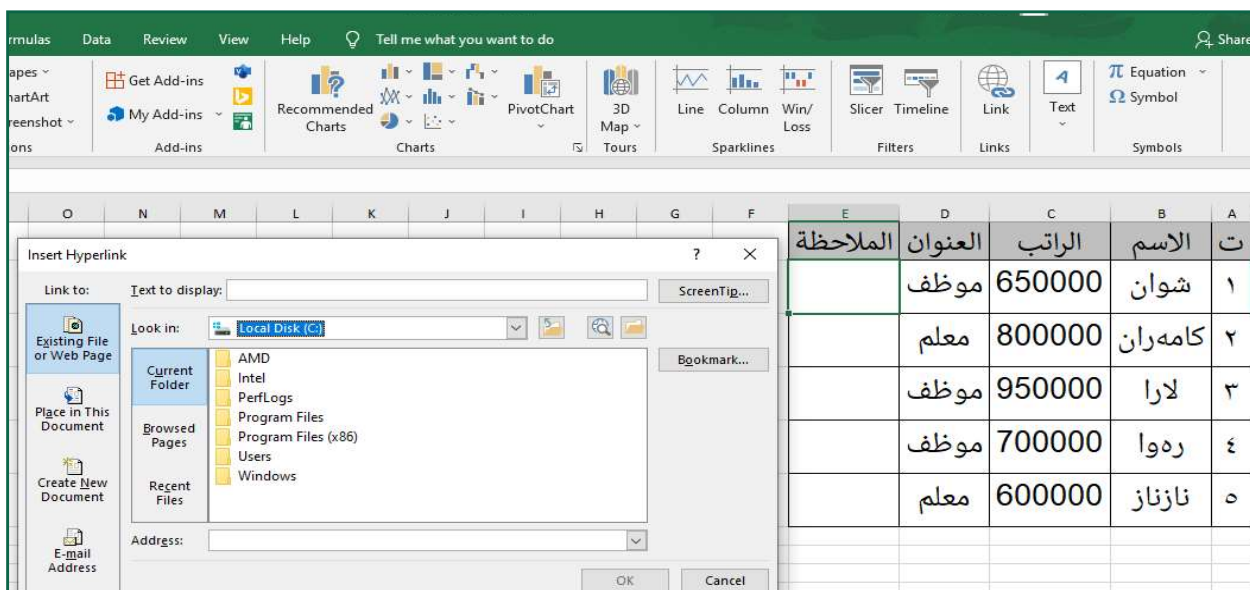 rmulas Data Review View Help Tell me what you want to do Share
apes
Get Add-ins
hartArt
My Add-ins
reenshot
Recommended Charts
PivotChart
3D Map
Line
Column
Win/Loss
Slicer
Timeline
Link
Text
Equation
Symbol
ons Add-ins Charts Tours Sparklines Filters Links Symbols
O N M L K J I H G F E D C B A
ت الاسم الراتب العنوان الملاحظة
١ شوان 650000 موظف
٢ كامەران 800000 معلم
٣ لارا 950000 موظف
٤ رەوا 700000 موظف
٥ نازناز 600000 معلم
Insert Hyperlink ?
Link to: Text to display: ScreenTip...
Existing File or Web Page
Place in This Document
Create New Document
E-mail Address
Look in: Local Disk (C:)
Current Folder
Browsed Pages
Recent Files
AMD
Intel
PerfLogs
Program Files
Program Files (x86)
Users
Windows
Bookmark...
Address:
OK Cancel